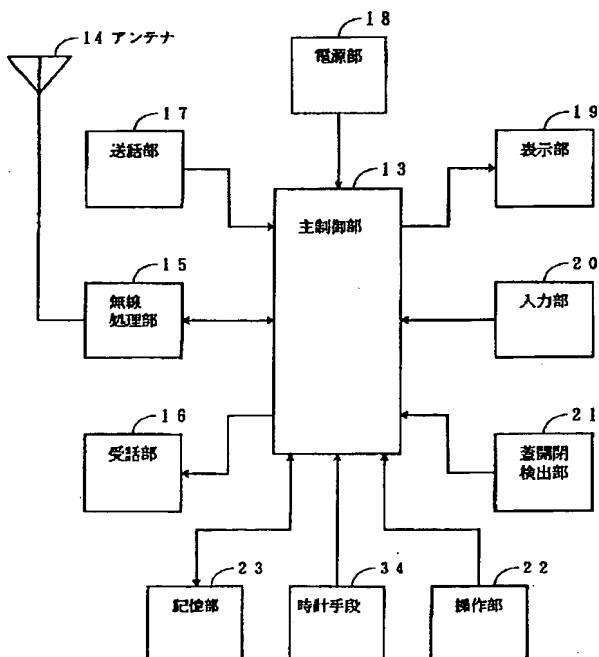 18
14 アンテナ
電源部
17
送話部
19
表示部
13
主制御部
15
無線
処理部
20
入力部
16
受話部
21
蓋開閉
検出部
23
記憶部
34
時計手段
22
操作部